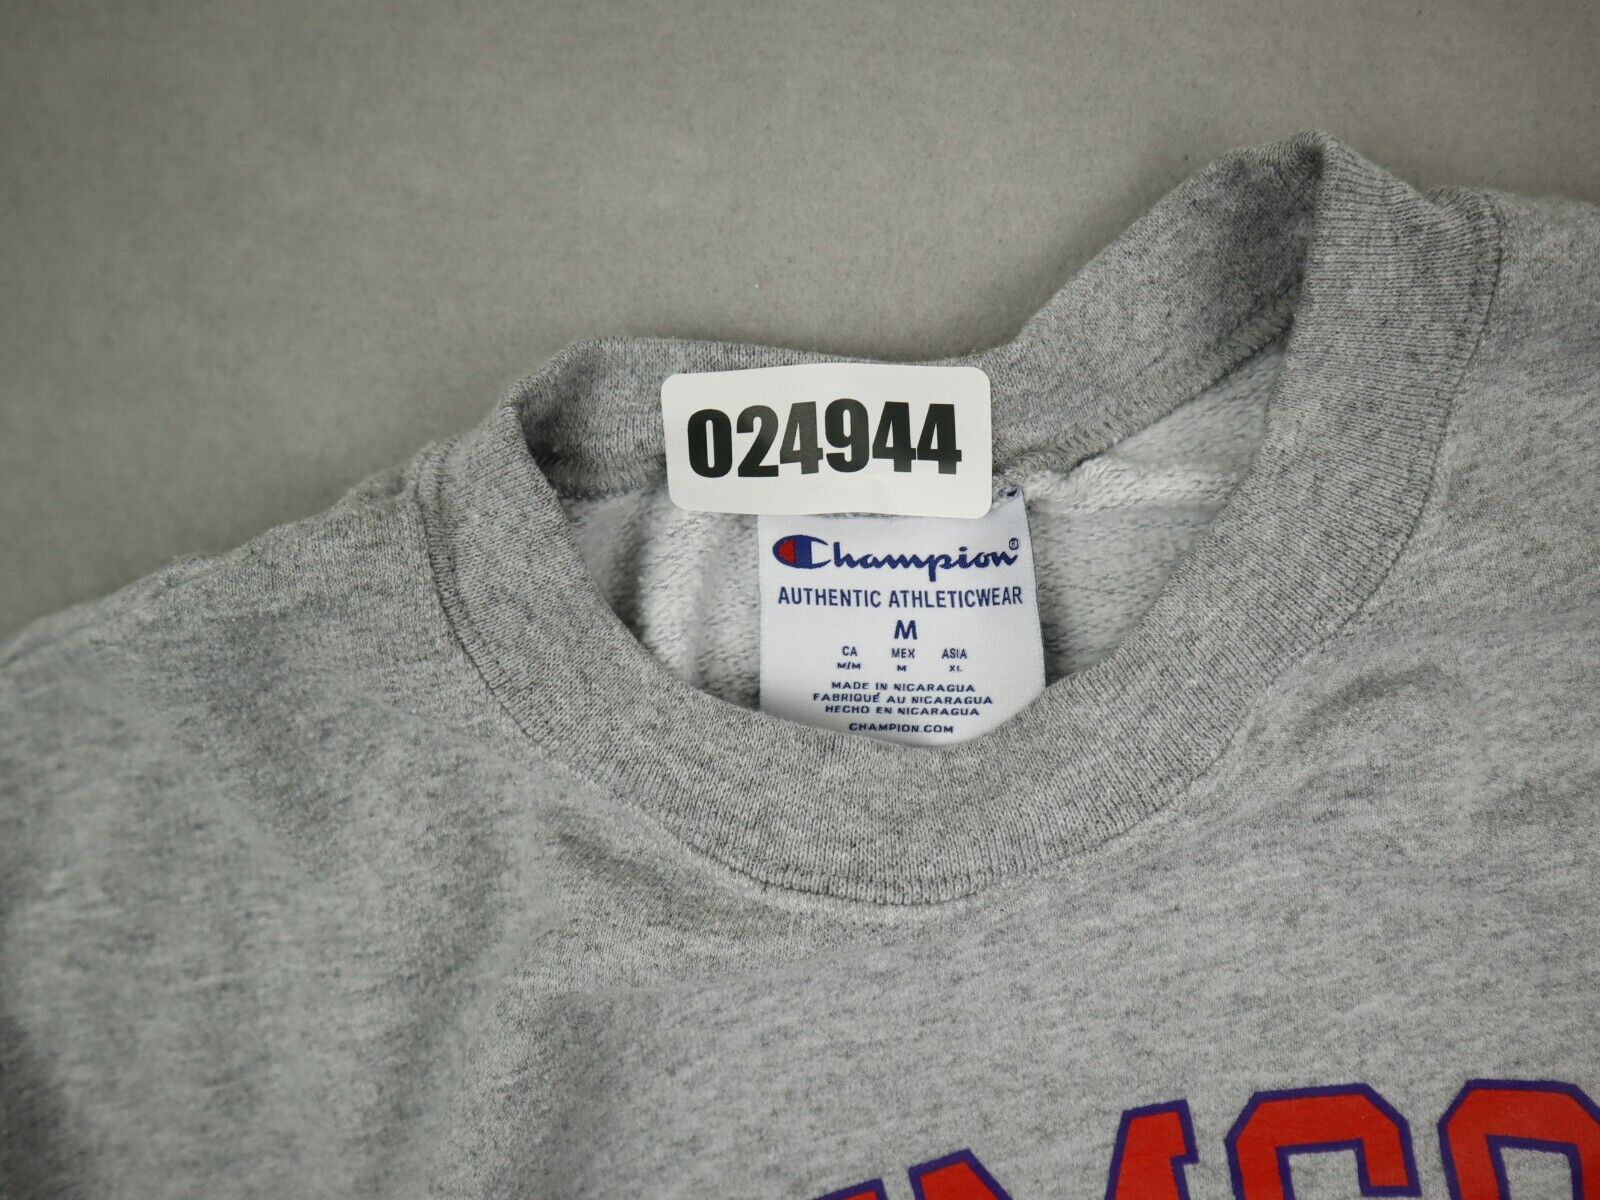 024944
Champion®
AUTHENTIC ATHLETICWEAR
M
CA MEX ASIA
M/M M XL
MADE IN NICARAGUA
FABRIQUÉ AU NICARAGUA
HECHO EN NICARAGUA
CHAMPION.COM